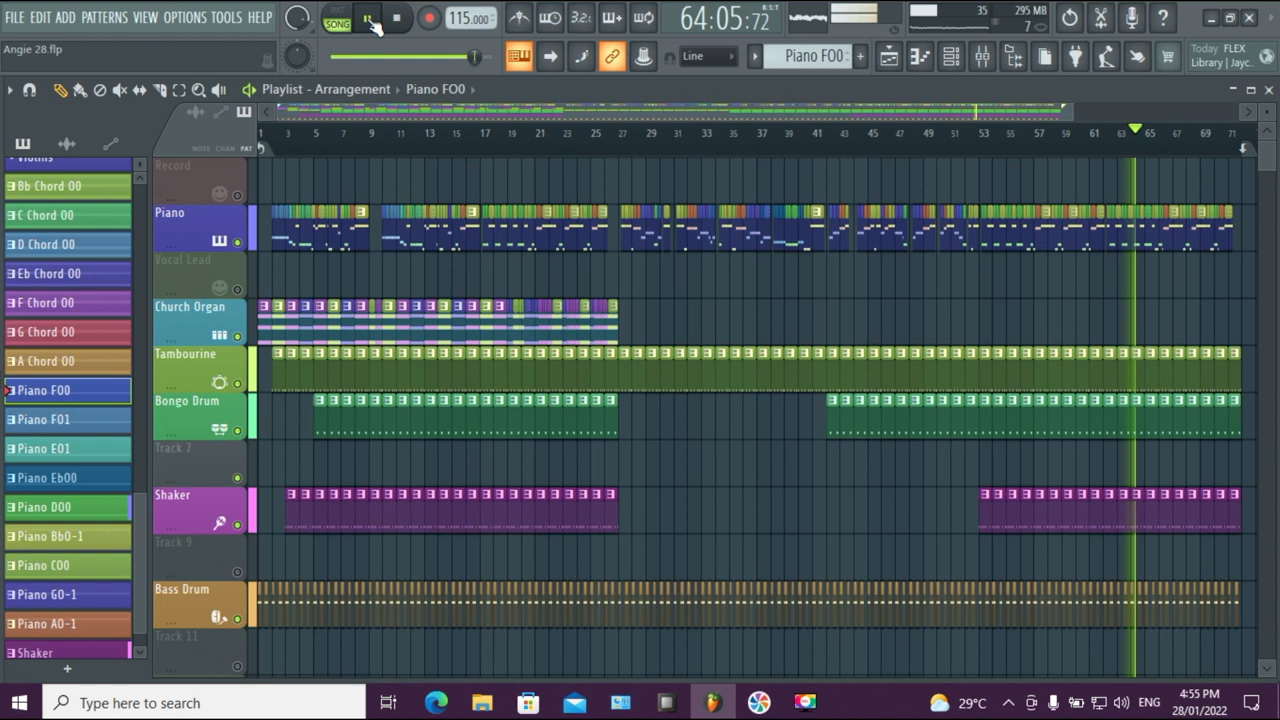 FILE EDIT ADD PATTERNS VIEW OPTIONS TOOLS HELP
PAT
SONG
115.000
3.2
64:05:72
B:S:T
35
295 MB
7
Angie 28.flp
Line
Piano F00
Today FLEX
Library | Jayc..
Playlist - Arrangement
Piano F00
NOTE CHAN PAT
1 3 5 7 9 11 13 15 17 19 21 23 25 27 29 31 33 35 37 39 41 43 45 47 49 51 53 55 57 59 61 63 65 67 69 71
Violins
Bb Chord 00
C Chord 00
D Chord 00
Eb Chord 00
F Chord 00
G Chord 00
A Chord 00
Piano F00
Piano F01
Piano E01
Piano Eb00
Piano D00
Piano Bb0-1
Piano C00
Piano G0-1
Piano A0-1
Shaker
+
Record
Piano
Vocal Lead
Church Organ
Tambourine
Bongo Drum
Track 7
Shaker
Track 9
Bass Drum
Track 11
Type here to search
29°C
ENG
4:55 PM
28/01/2022